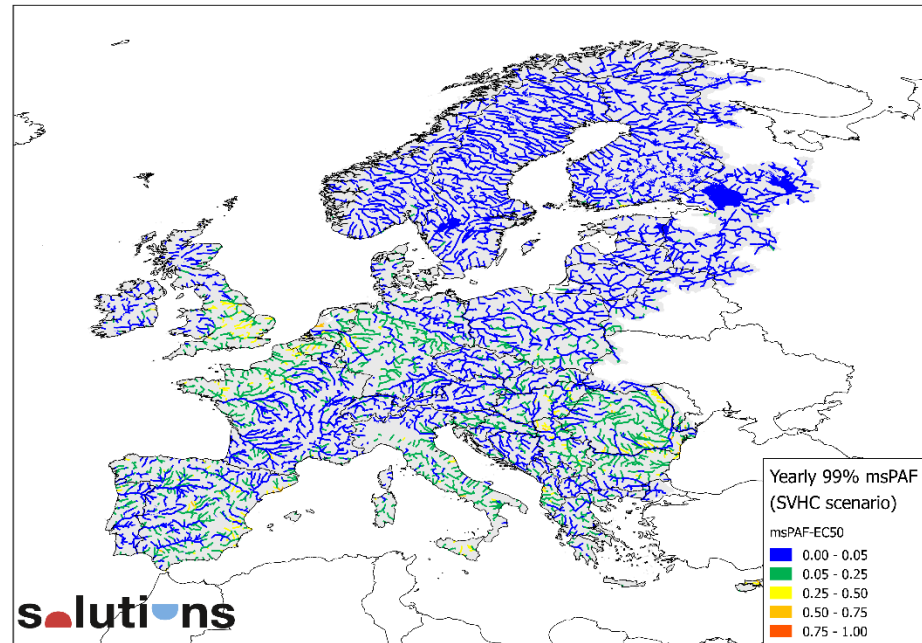 Yearly 99% msPAF
(SVHC scenario)
msPAF-EC50
0.00 - 0.05
0.05 - 0.25
0.25 - 0.50
0.50 - 0.75
0.75 - 1.00
solutions